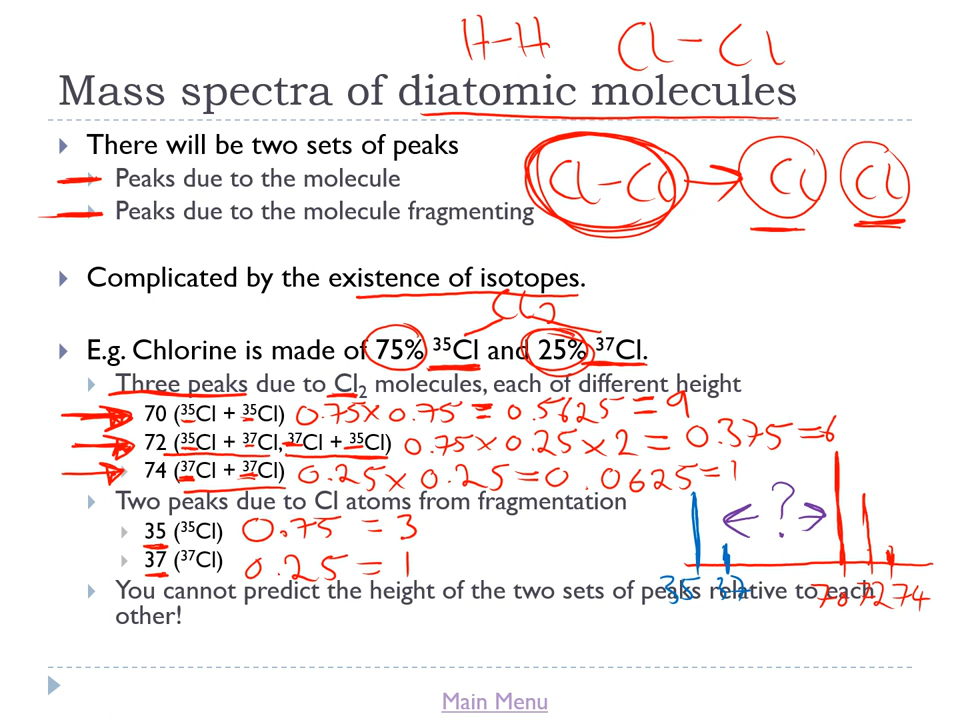 H-H Cl-Cl
Mass spectra of diatomic molecules
There will be two sets of peaks
Peaks due to the molecule
Peaks due to the molecule fragmenting
Cl-Cl → Cl Cl
Complicated by the existence of isotopes.
Cl₂
E.g. Chlorine is made of 75% ³⁵Cl and 25% ³⁷Cl.
Three peaks due to Cl₂ molecules, each of different height
70 (³⁵Cl + ³⁵Cl) 0.75 x 0.75 = 0.5625 = 9
72 (³⁵Cl + ³⁷Cl, ³⁷Cl + ³⁵Cl) 0.75 x 0.25 x 2 = 0.375 = 6
74 (³⁷Cl + ³⁷Cl) 0.25 x 0.25 = 0.0625 = 1
Two peaks due to Cl atoms from fragmentation
35 (³⁵Cl) 0.75 = 3
37 (³⁷Cl) 0.25 = 1
← ? →
35 37 70 72 74
You cannot predict the height of the two sets of peaks relative to each
other!
Main Menu